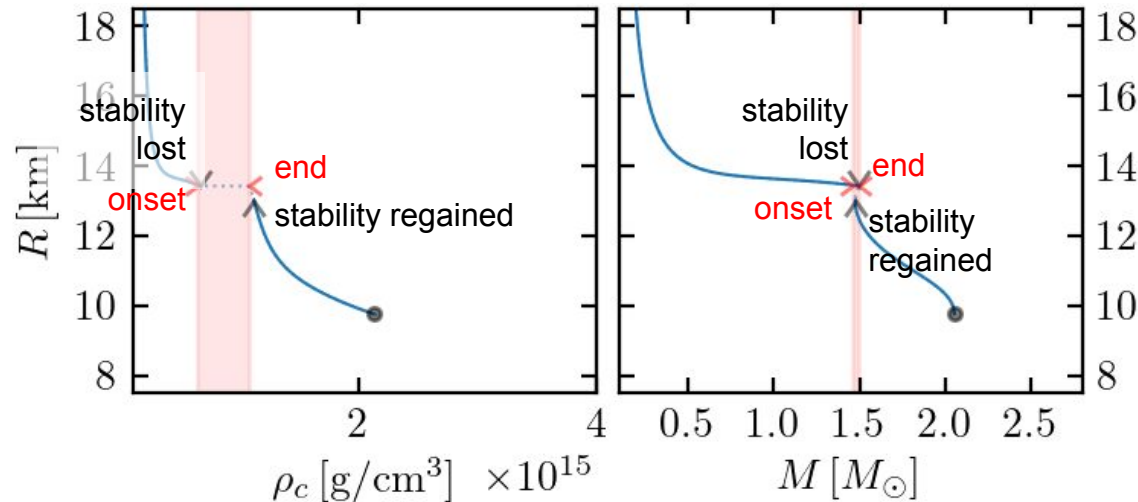 18
16
14
12
10
8
R [km]
stability
lost
onset
end
stability regained
2
4
ρ_c [g/cm³] ×10¹⁵
stability
lost
end
onset
stability
regained
0.5 1.0 1.5 2.0 2.5
M [M_⊙]
18
16
14
12
10
8